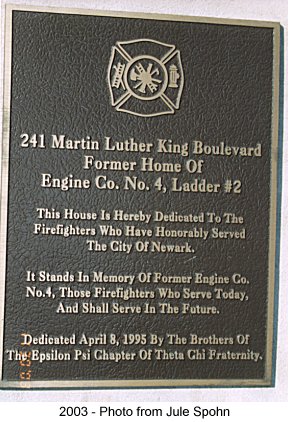 241 Martin Luther King Boulevard
Former Home Of
Engine Co. No. 4, Ladder #2
This House Is Hereby Dedicated To The
Firefighters Who Have Honorably Served
The City Of Newark.
It Stands In Memory Of Former Engine Co.
No.4, Those Firefighters Who Serve Today,
And Shall Serve In The Future.
Dedicated April 8, 1995 By The Brothers Of
The Epsilon Psi Chapter Of Theta Chi Fraternity.
2003 - Photo from Jule Spohn